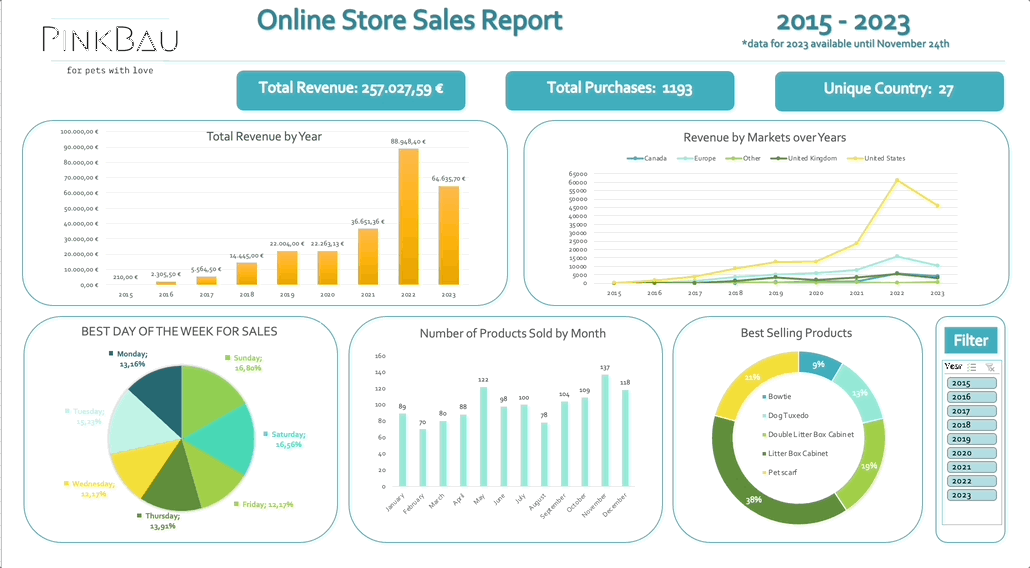 PINKBAU
for pets with love
Online Store Sales Report
2015 - 2023
*data for 2023 available until November 24th
Total Revenue: 257.027,59 €
Total Purchases: 1193
Unique Country: 27
Total Revenue by Year
100.000,00 €
90.000,00 €
80.000,00 €
70.000,00 €
60.000,00 €
50.000,00 €
40.000,00 €
30.000,00 €
20.000,00 €
10.000,00 €
0,00 €
210,00 €
2.305,50 €
5.564,50 €
14.445,00 €
22.004,00 €
22.263,13 €
36.651,36 €
88.948,40 €
64.635,70 €
2015 2016 2017 2018 2019 2020 2021 2022 2023
Revenue by Markets over Years
Canada Europe Other United Kingdom United States
65000
60000
55000
50000
45000
40000
35000
30000
25000
20000
15000
10000
5000
0
2015 2016 2017 2018 2019 2020 2021 2022 2023
BEST DAY OF THE WEEK FOR SALES
Monday;
13,16%
Sunday;
16,80%
Tuesday;
15,13%
Saturday;
16,56%
Wednesday;
12,17%
Friday; 12,17%
Thursday;
13,91%
Number of Products Sold by Month
160
140
120
100
80
60
40
20
0
89
70
80
88
122
98
100
78
104
109
137
118
January
February
March
April
May
June
July
August
September
October
November
December
Best Selling Products
9%
13%
19%
38%
21%
Bowtie
Dog Tuxedo
Double Litter Box Cabinet
Litter Box Cabinet
Pet scarf
Filter
Year
2015
2016
2017
2018
2019
2020
2021
2022
2023